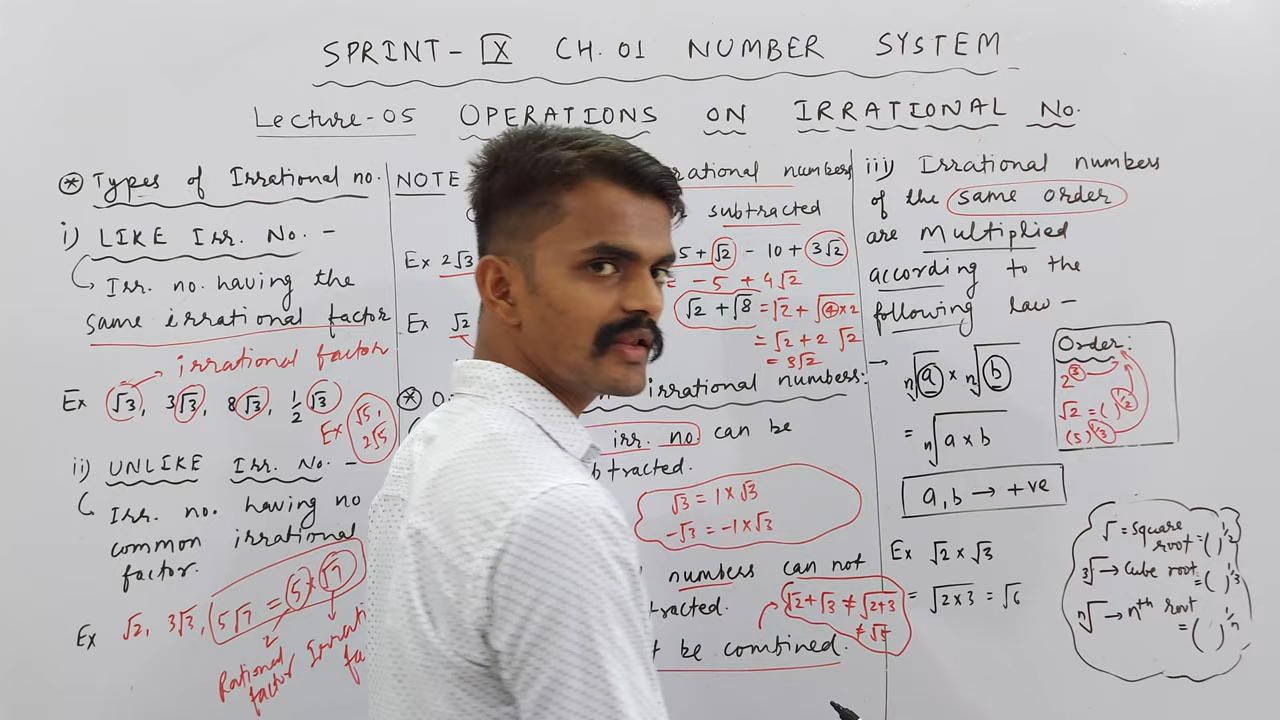 SPRINT-IX CH.01 NUMBER SYSTEM
Lecture-05 OPERATIONS ON IRRATIONAL No.
* Types of Irrational no.
i) LIKE Irr. No. -
Irr. no. having the
same irrational factor
irrational factor
Ex √3, 3√3, 8√3, 1/2 √3
Ex √5, 2√5
ii) UNLIKE Irr. No. -
Irr. no. having no
common irrational
factor.
Ex √2, 3√3, 5√7 = 5 × √7
Rational factor
Irrati
fa
NOTE
rational numbers
subtracted
Ex 2√3
5 + √2 - 10 + 3√2
= -5 + 4√2
Ex √2
√2 + √8 = √2 + √4×2
= √2 + 2√2
= 3√2
* O
irrational numbers:
irr. no. can be
btracted.
√3 = 1 × √3
-√3 = -1 × √3
numbers can not
tracted.
√2 + √3 ≠ √2+3
≠ √5
t be combined.
iii) Irrational numbers
of the same order
are Multiplied
according to the
following law -
→ ⁿ√a × ⁿ√b
= ⁿ√a × b
a, b → +ve
Ex √2 × √3
= √2×3 = √6
Order:
2³
√2 = ( )^1/2
(5)^1/3
√ = Square
root = ( )^1/2
³√ → Cube root = ( )^1/3
ⁿ√ → nth root
= ( )^1/n